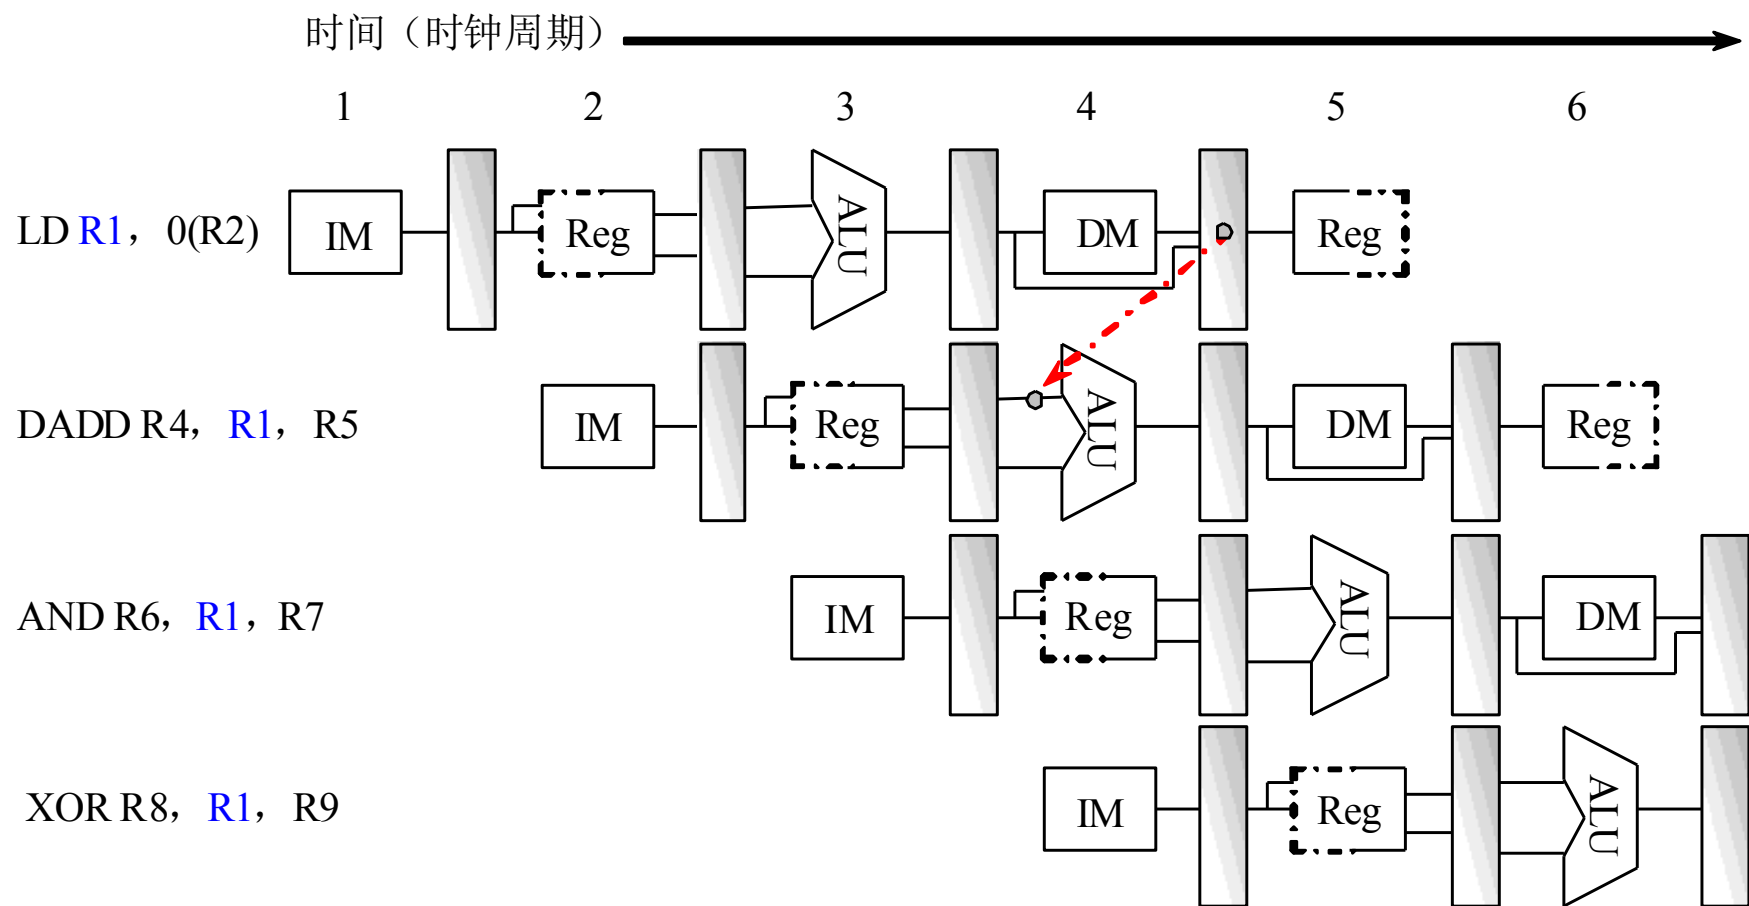 时间（时钟周期）
1 2 3 4 5 6
LD R1， 0(R2) IM Reg ALU DM Reg
DADD R4， R1， R5 IM Reg ALU DM Reg
AND R6， R1， R7 IM Reg ALU DM
XOR R8， R1， R9 IM Reg ALU